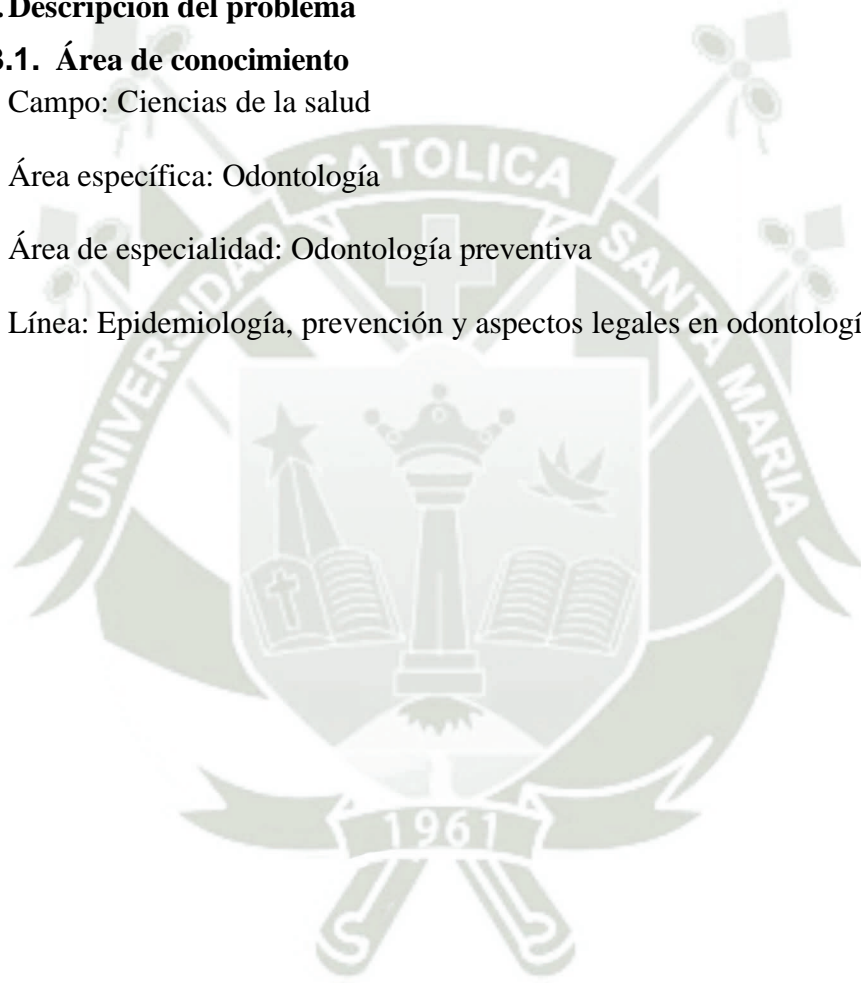 .Descripción del problema
3.1. Área de conocimiento
Campo: Ciencias de la salud
Área específica: Odontología
Área de especialidad: Odontología preventiva
Línea: Epidemiología, prevención y aspectos legales en odontologí
UNIVERSIDAD CATOLICA SANTA MARIA
1961